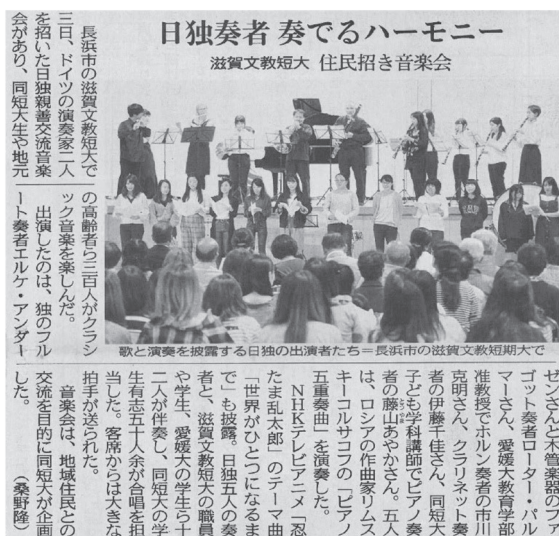 日独奏者 奏でるハーモニー
滋賀文教短大 住民招き音楽会
長浜市の滋賀文教短大で
三日、ドイツの演奏家二人
を招いた日独親善交流音楽
会があり、同短大生や地元
の高齢者ら三百人がクラシ
ック音楽を楽しんだ。
出演したのは、独のフル
ート奏者エルケ・アンダー
ゼンさんと木管楽器のファ
ゴット奏者ローター・パル
マーさん、愛媛大教育学部
准教授でホルン奏者の市川
克明さん、クラリネット奏
者の伊藤千佳さん、同短大
子ども学科講師でピアノ奏
者の藤山あやかさん。五人
は、ロシアの作曲家リムス
キーコルサコフの「ピアノ
五重奏曲」を演奏した。
NHKテレビアニメ「忍
たま乱太郎」のテーマ曲
「世界がひとつになるま
で」も披露。日独五人の奏
者と、滋賀文教短大の職員
や学生、愛媛大の学生ら十
二人が伴奏し、同短大の学
生有志五十人余が合唱を担
当した。客席からは大きな
拍手が送られた。
音楽会は、地域住民との
交流を目的に同短大が企画
した。
(桑野隆)
歌と演奏を披露する日独の出演者たち=長浜市の滋賀文教短期大で